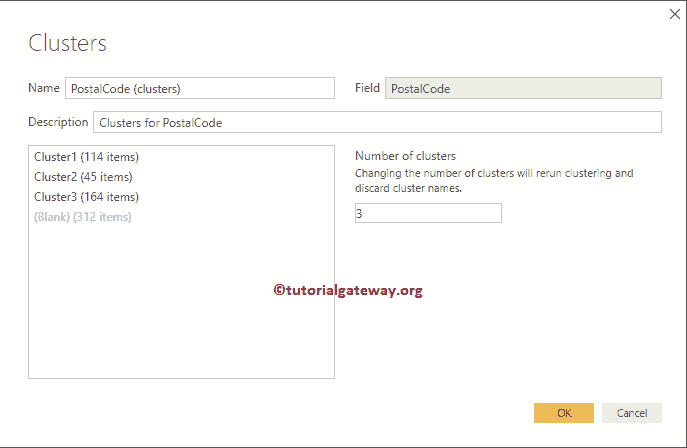 Clusters
Name PostalCode (clusters) Field PostalCode
Description Clusters for PostalCode
Cluster1 (114 items)
Cluster2 (45 items)
Cluster3 (164 items)
(Blank) (312 items)
Number of clusters
Changing the number of clusters will rerun clustering and
discard cluster names.
3
©tutorialgateway.org
OK Cancel